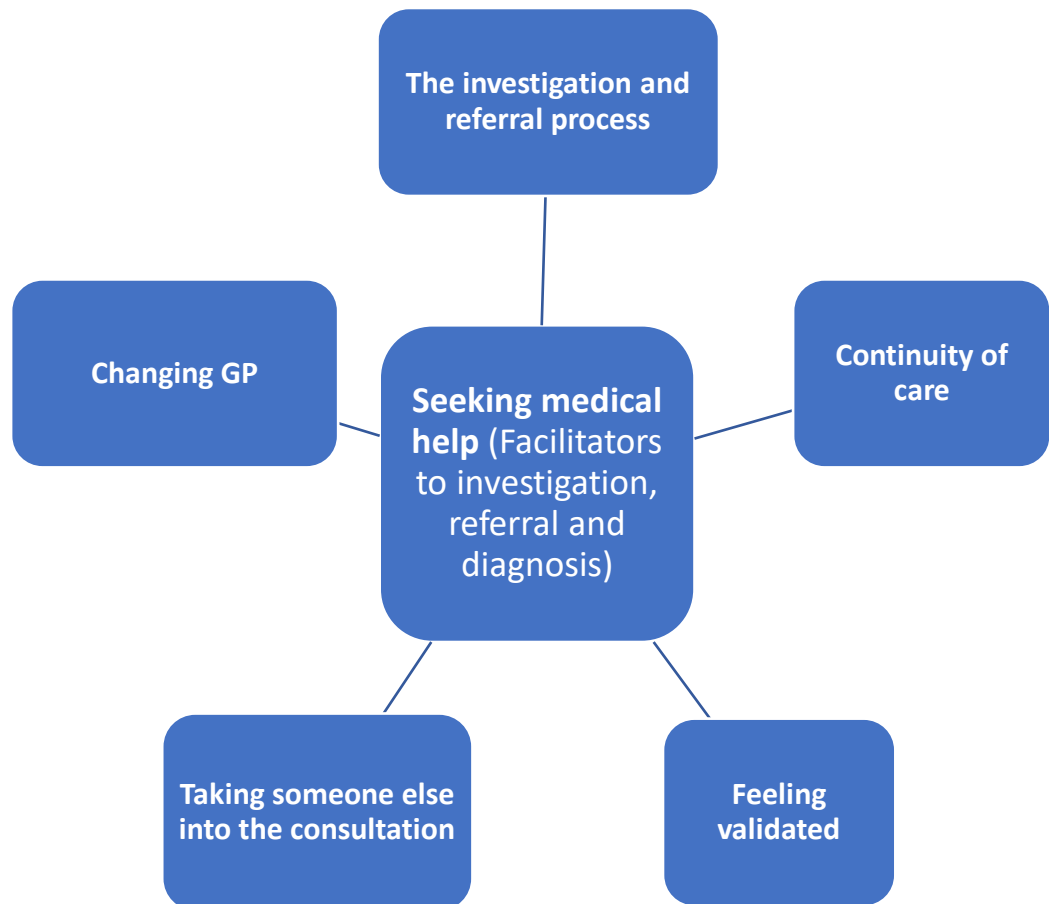 The investigation and
referral process
Changing GP
Continuity of
care
Seeking medical
help (Facilitators
to investigation,
referral and
diagnosis)
Taking someone else
into the consultation
Feeling
validated